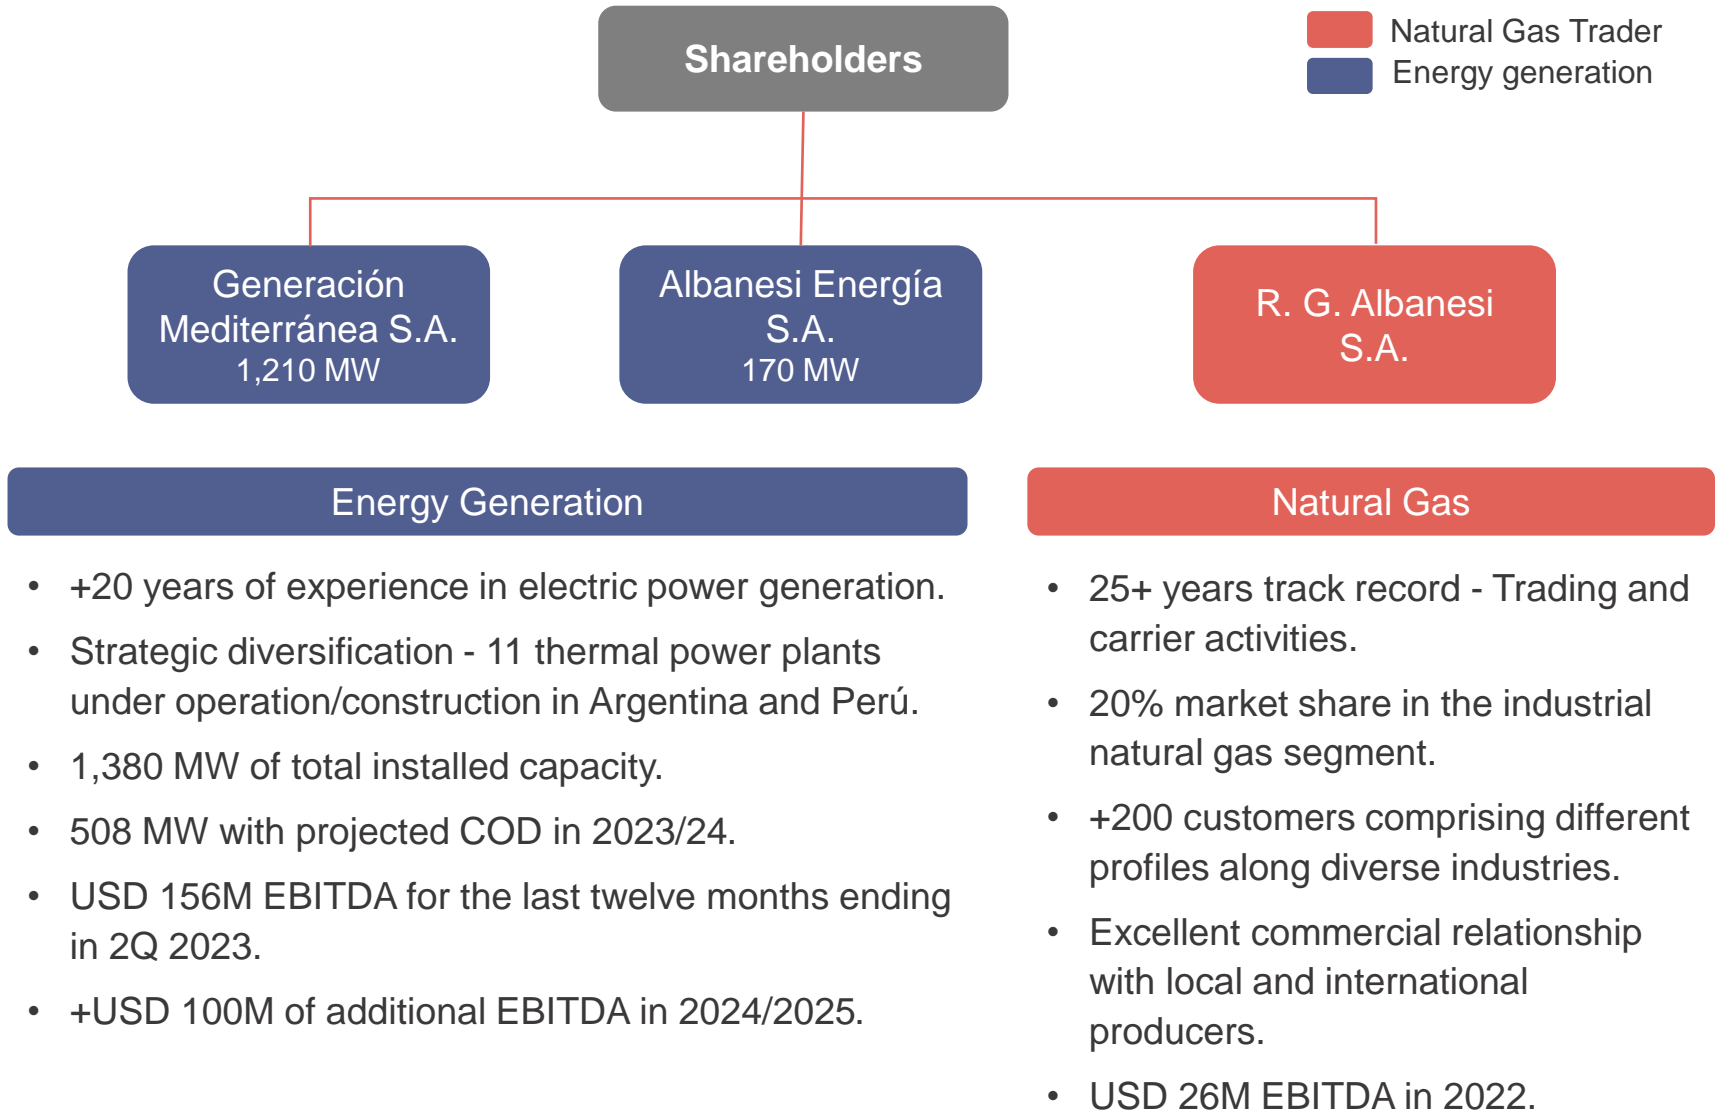 Shareholders
Natural Gas Trader
Energy generation
Generación
Mediterránea S.A.
1,210 MW
Albanesi Energía
S.A.
170 MW
R. G. Albanesi
S.A.
Energy Generation
• +20 years of experience in electric power generation.
• Strategic diversification - 11 thermal power plants
under operation/construction in Argentina and Perú.
• 1,380 MW of total installed capacity.
• 508 MW with projected COD in 2023/24.
• USD 156M EBITDA for the last twelve months ending
in 2Q 2023.
• +USD 100M of additional EBITDA in 2024/2025.
Natural Gas
• 25+ years track record - Trading and
carrier activities.
• 20% market share in the industrial
natural gas segment.
• +200 customers comprising different
profiles along diverse industries.
• Excellent commercial relationship
with local and international
producers.
• USD 26M EBITDA in 2022.